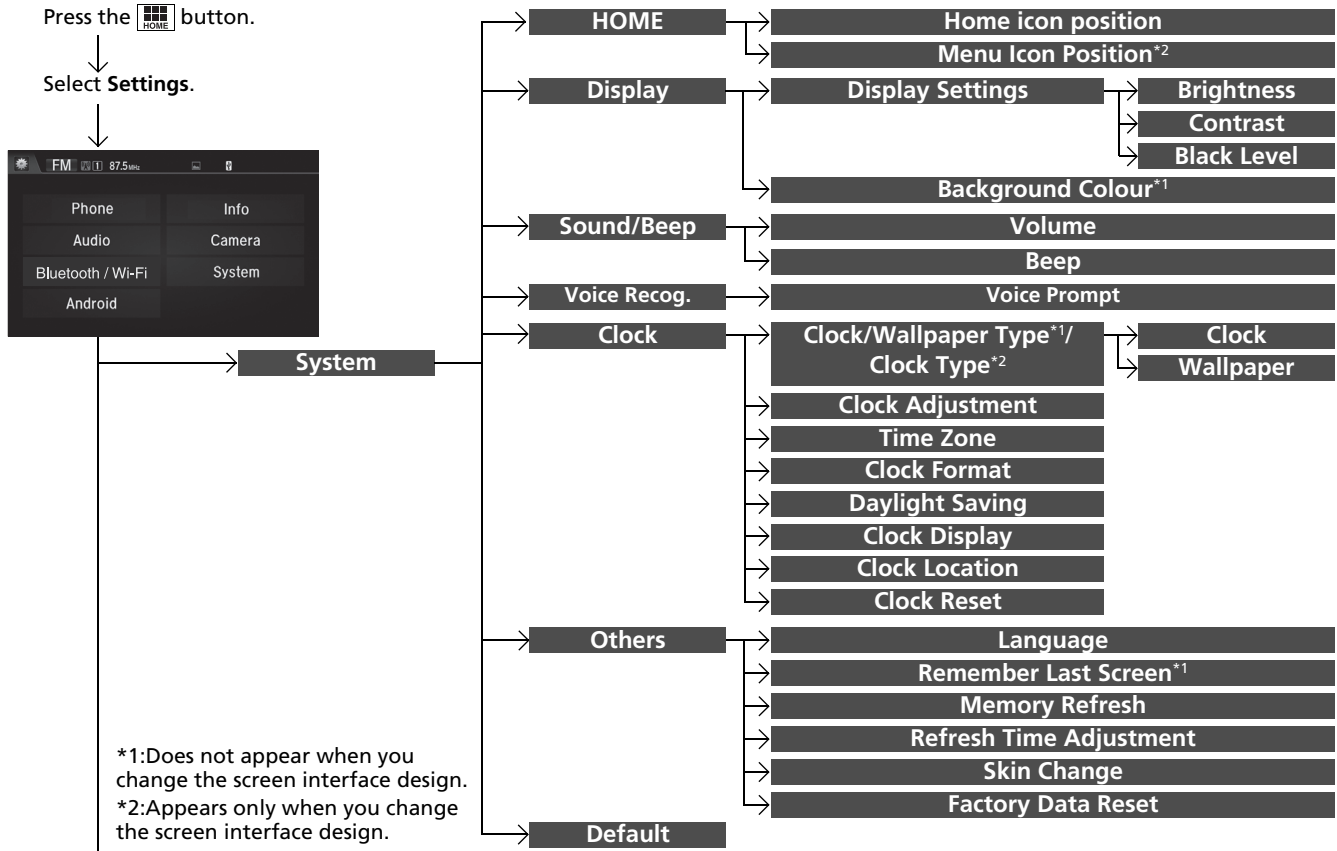 Press the HOME button.
Select Settings.
FM 1 87.5 MHz
Phone
Info
Audio
Camera
Bluetooth / Wi-Fi
System
Android
System
HOME
Home icon position
Menu Icon Position*2
Display
Display Settings
Brightness
Contrast
Black Level
Background Colour*1
Sound/Beep
Volume
Beep
Voice Recog.
Voice Prompt
Clock
Clock/Wallpaper Type*1/
Clock Type*2
Clock
Wallpaper
Clock Adjustment
Time Zone
Clock Format
Daylight Saving
Clock Display
Clock Location
Clock Reset
Others
Language
Remember Last Screen*1
Memory Refresh
Refresh Time Adjustment
Skin Change
Factory Data Reset
Default
*1:Does not appear when you
change the screen interface design.
*2:Appears only when you change
the screen interface design.